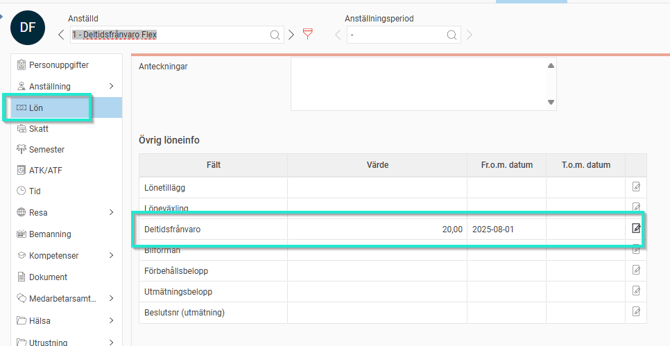 DF
Anställd
Anställningsperiod
1 - Deltidsfrånvaro Flex
-
Personuppgifter
Anställning
Lön
Skatt
Semester
ATK/ATF
Tid
Resa
Bemanning
Kompetenser
Dokument
Medarbetarsamt...
Hälsa
Utrustning
Anteckningar
Övrig löneinfo
Fält Värde Fr.o.m. datum T.o.m. datum
Lönetillägg
Löneväxling
Deltidsfrånvaro 20,00 2025-08-01
Bilförmån
Förbehållsbelopp
Utmätningsbelopp
Beslutsnr (utmätning)